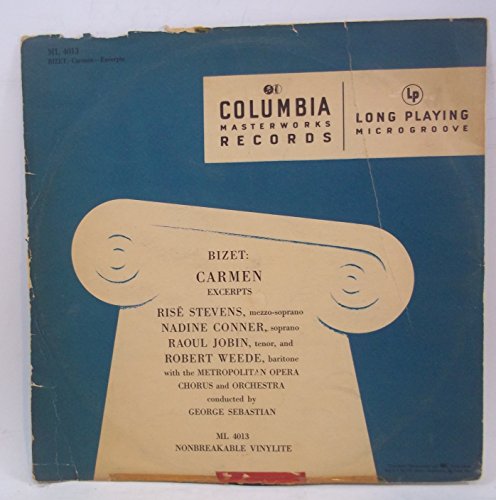 ML 4013
BIZET: Carmen—Excerpts
COLUMBIA
MASTERWORKS
RECORDS
Lp
LONG PLAYING
MICROGROOVE
BIZET:
CARMEN
EXCERPTS
RISË STEVENS, mezzo-soprano
NADINE CONNER, soprano
RAOUL JOBIN, tenor, and
ROBERT WEEDE, baritone
with the METROPOLITAN OPERA
CHORUS and ORCHESTRA
conducted by
GEORGE SEBASTIAN
ML 4013
NONBREAKABLE VINYLITE